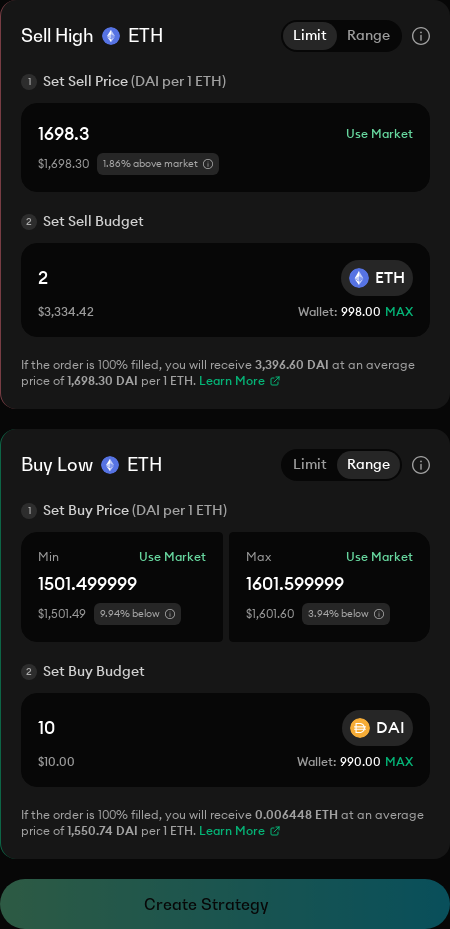 Sell High ETH Limit Range
1 Set Sell Price (DAI per 1 ETH)
1698.3 Use Market
$1,698.30 1.86% above market
2 Set Sell Budget
2 ETH
$3,334.42 Wallet: 998.00 MAX
If the order is 100% filled, you will receive 3,396.60 DAI at an average
price of 1,698.30 DAI per 1 ETH. Learn More
Buy Low ETH Limit Range
1 Set Buy Price (DAI per 1 ETH)
Min Use Market Max Use Market
1501.499999 1601.599999
$1,501.49 9.94% below $1,601.60 3.94% below
2 Set Buy Budget
10 DAI
$10.00 Wallet: 990.00 MAX
If the order is 100% filled, you will receive 0.006448 ETH at an average
price of 1,550.74 DAI per 1 ETH. Learn More
Create Strategy